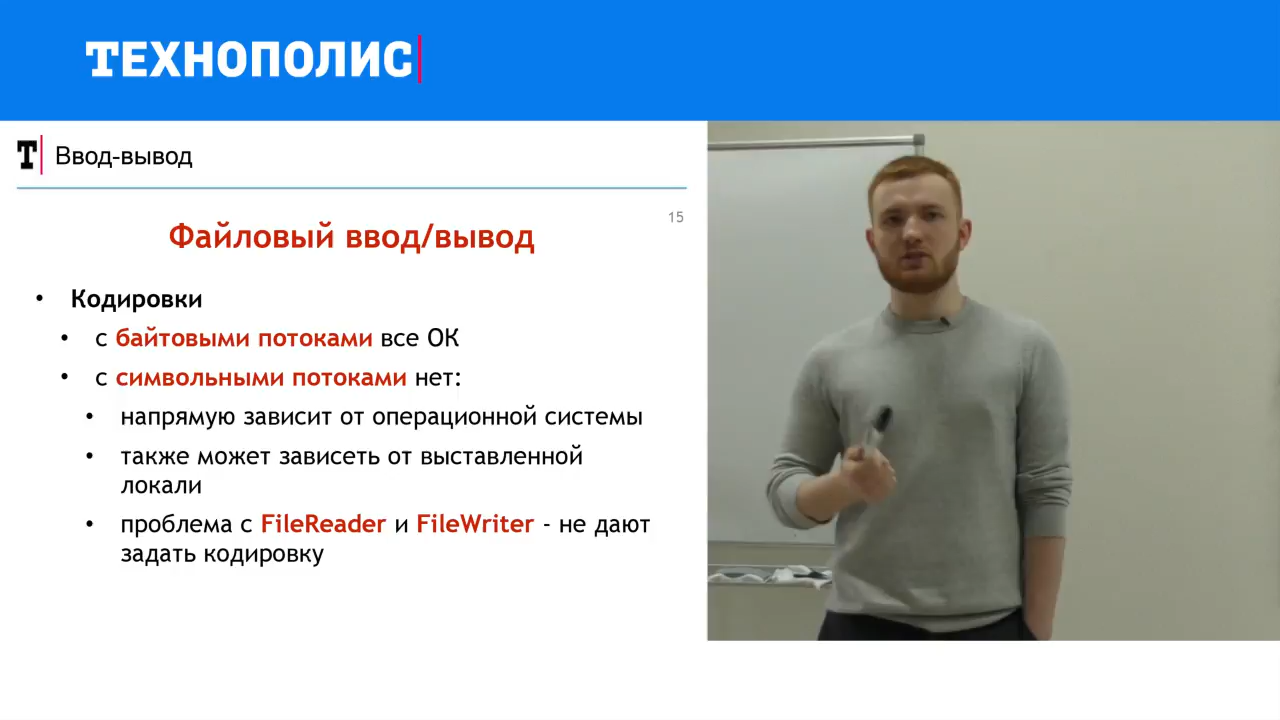 ТЕХНОПОЛИС
Т Ввод-вывод
15
Файловый ввод/вывод
• Кодировки
• с байтовыми потоками все ОК
• с символьными потоками нет:
• напрямую зависит от операционной системы
• также может зависеть от выставленной
локали
• проблема с FileReader и FileWriter - не дают
задать кодировку